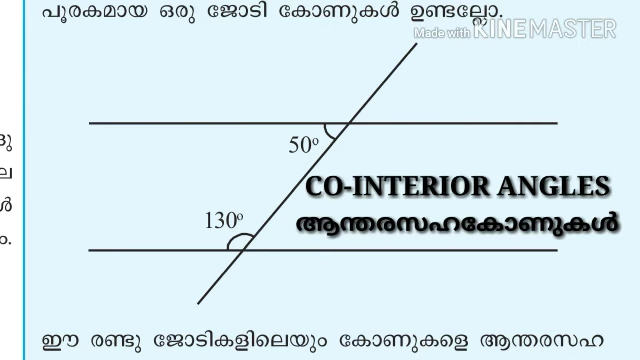 പൂരകമായ ഒരു ജോടി കോണുകൾ ഉണ്ടല്ലോ.
Made with KINEMASTER
50°
CO-INTERIOR ANGLES
ആന്തരസഹകോണുകൾ
130°
ഈ രണ്ടു ജോടികളിലെയും കോണുകളെ ആന്തരസഹ